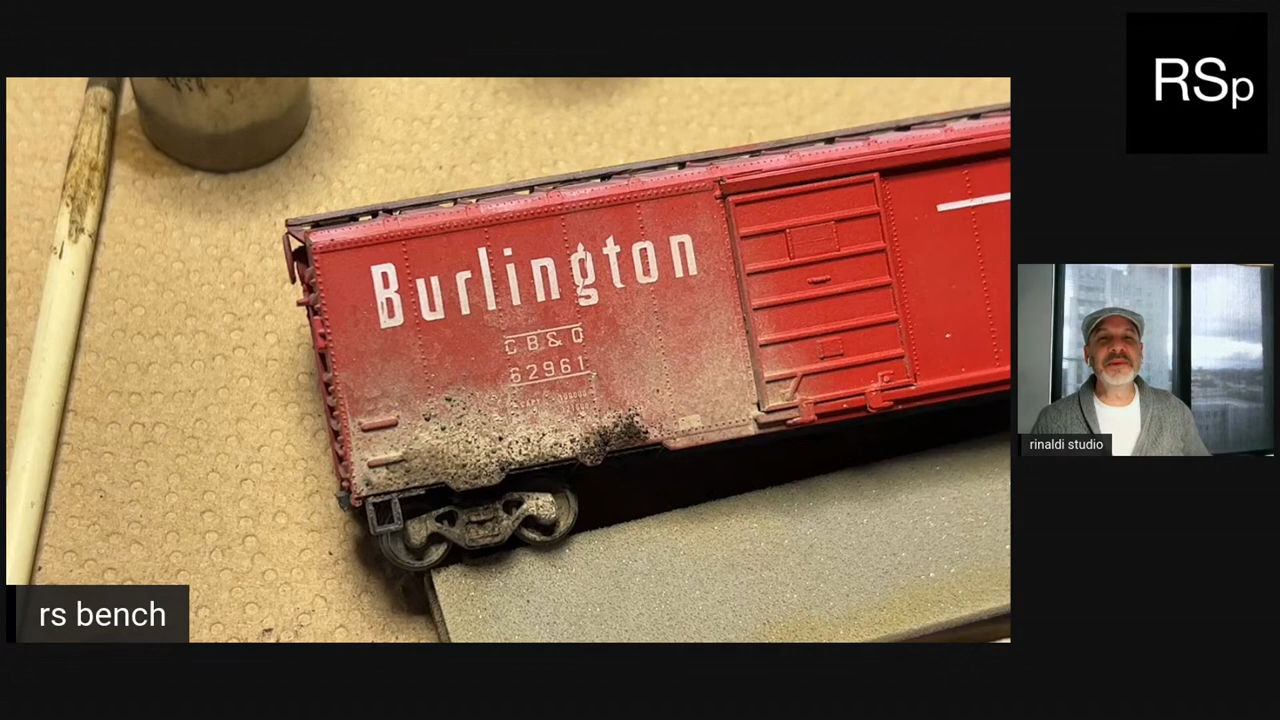 RSp
Burlington
CB&Q
62961
rinaldi studio
rs bench